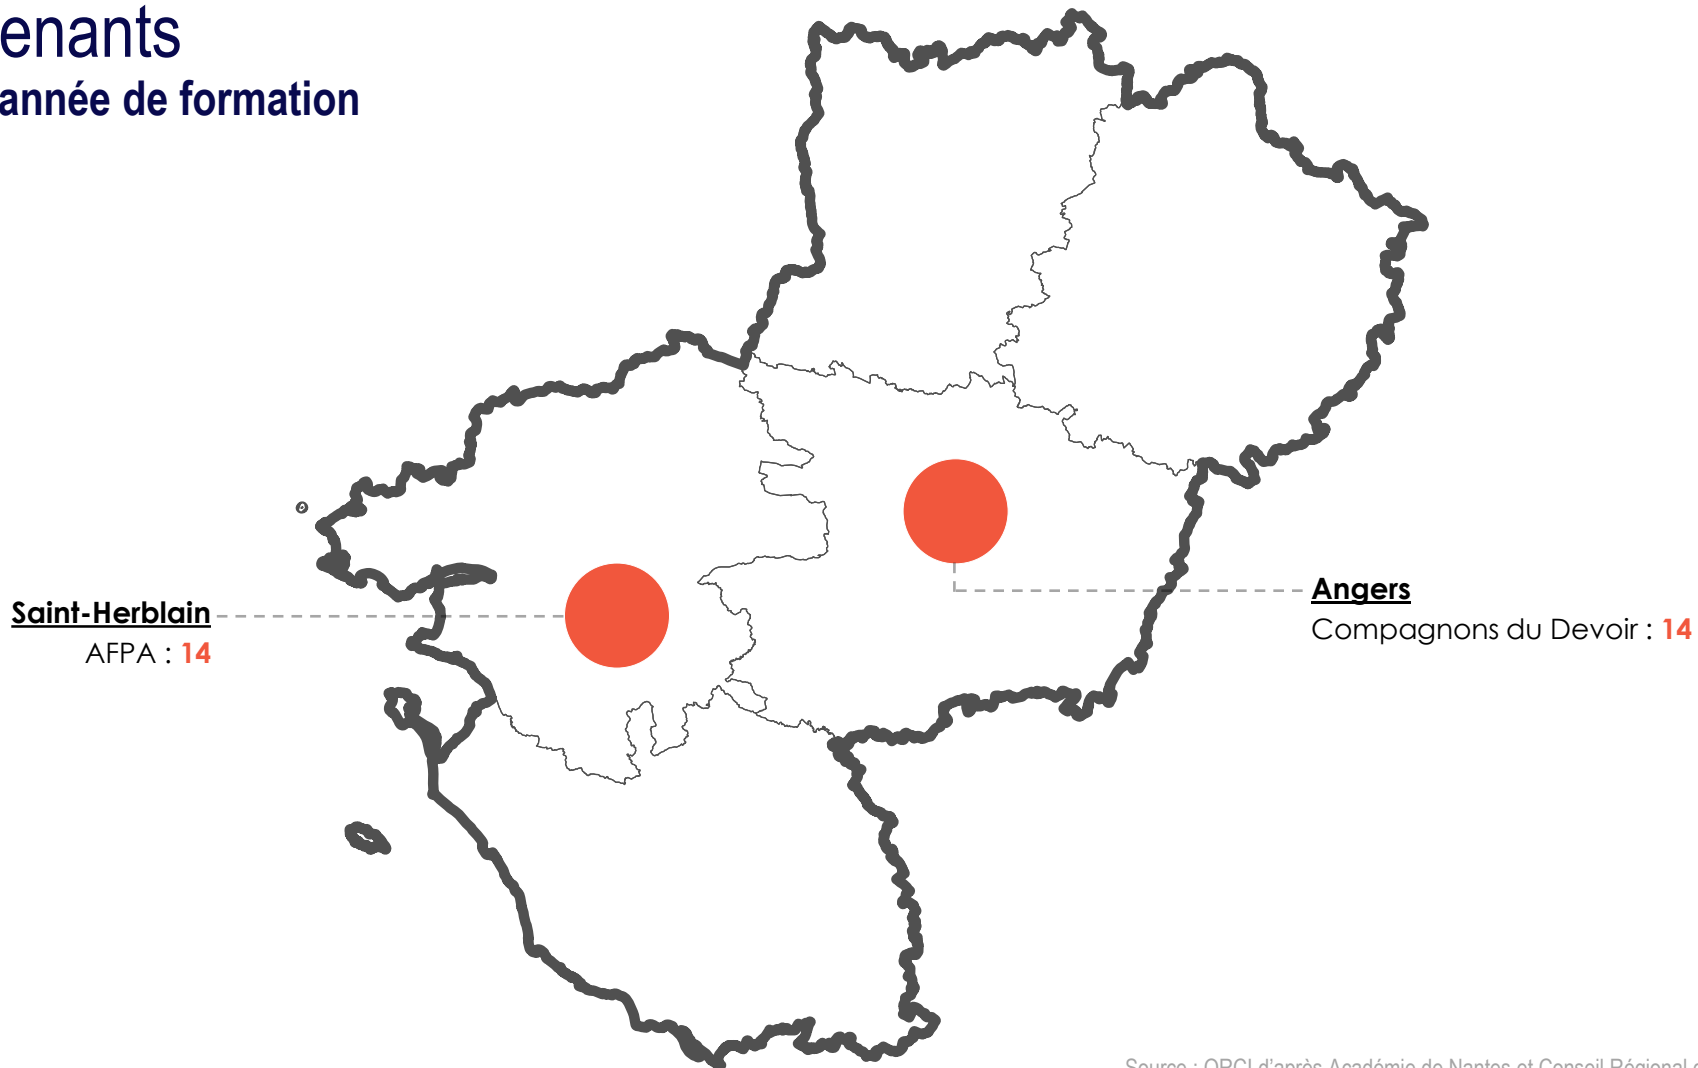 enants
année de formation
Saint-Herblain
AFPA : 14
Angers
Compagnons du Devoir : 14
Source : ORCI d'après Académie de Nantes et Conseil Régional